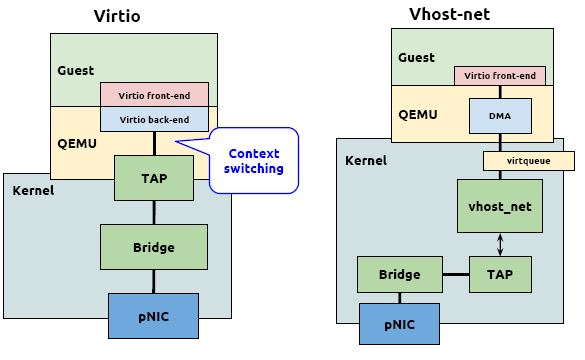 Virtio
Guest
Virtio front-end
Virtio back-end
QEMU
Context
switching
TAP
Kernel
Bridge
pNIC
Vhost-net
Guest
Virtio front-end
QEMU
DMA
Kernel
virtqueue
vhost_net
Bridge
TAP
pNIC